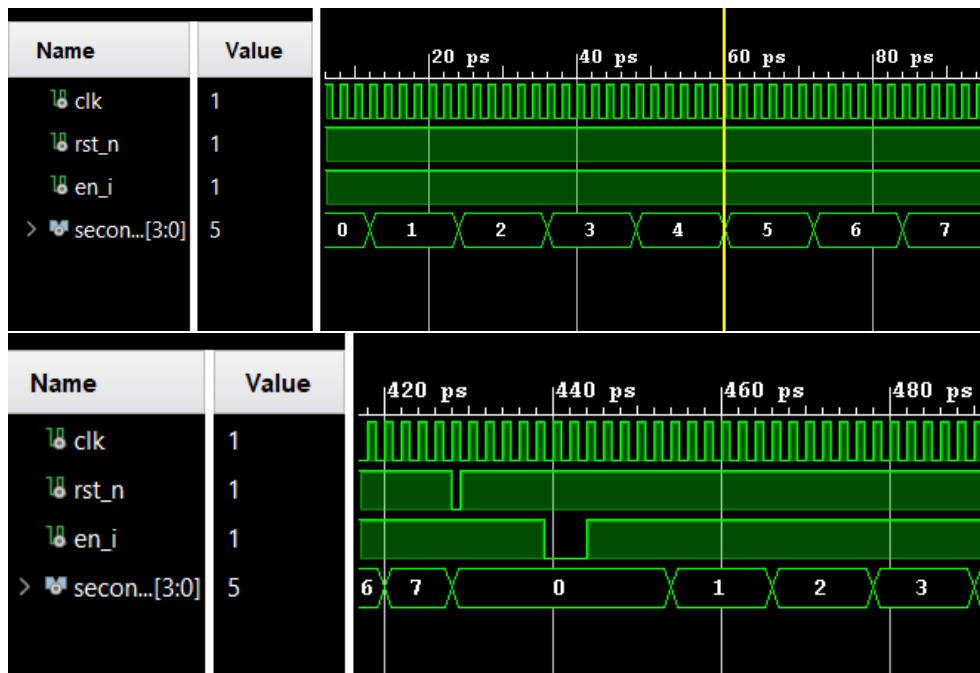 Name Value
20 ps 40 ps 60 ps 80 ps
clk 1
rst_n 1
en_i 1
secon...[3:0] 5 0 1 2 3 4 5 6 7
Name Value
420 ps 440 ps 460 ps 480 ps
clk 1
rst_n 1
en_i 1
secon...[3:0] 5 6 7 0 1 2 3